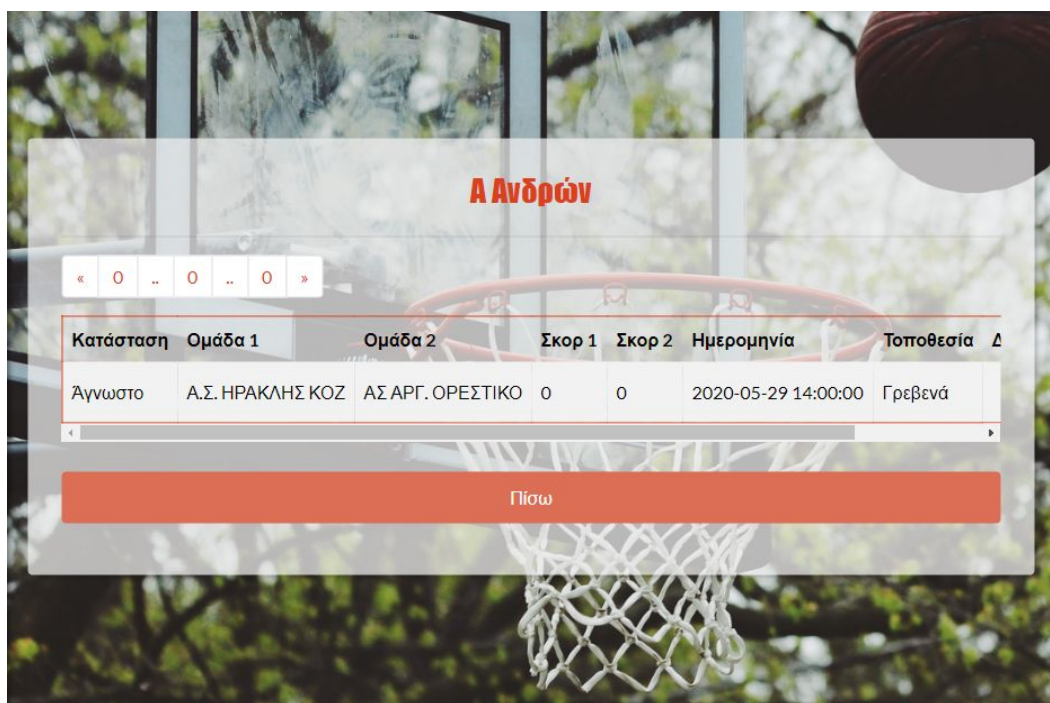 Α Ανδρών
« 0 .. 0 .. 0 »
Κατάσταση Ομάδα 1 Ομάδα 2 Σκορ 1 Σκορ 2 Ημερομηνία Τοποθεσία Δ
Άγνωστο Α.Σ. ΗΡΑΚΛΗΣ ΚΟΖ ΑΣ ΑΡΓ. ΟΡΕΣΤΙΚΟ 0 0 2020-05-29 14:00:00 Γρεβενά
Πίσω